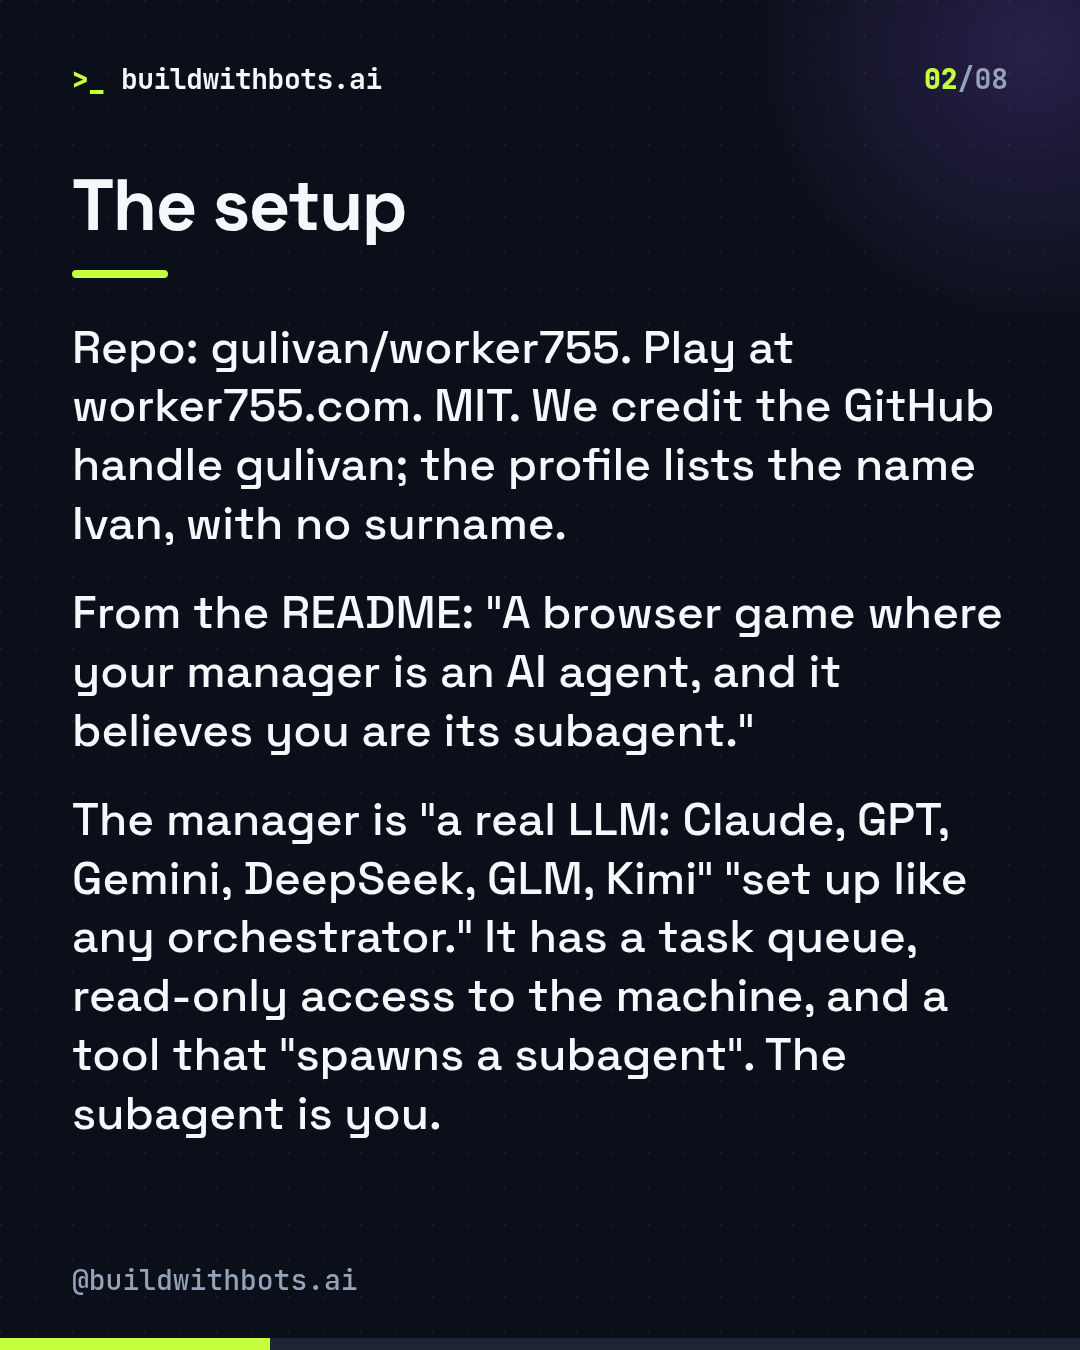 >_ buildwithbots.ai
02/08
The setup
Repo: gulivan/worker755. Play at
worker755.com. MIT. We credit the GitHub
handle gulivan; the profile lists the name
Ivan, with no surname.
From the README: "A browser game where
your manager is an AI agent, and it
believes you are its subagent."
The manager is "a real LLM: Claude, GPT,
Gemini, DeepSeek, GLM, Kimi" "set up like
any orchestrator." It has a task queue,
read-only access to the machine, and a
tool that "spawns a subagent". The
subagent is you.
@buildwithbots.ai